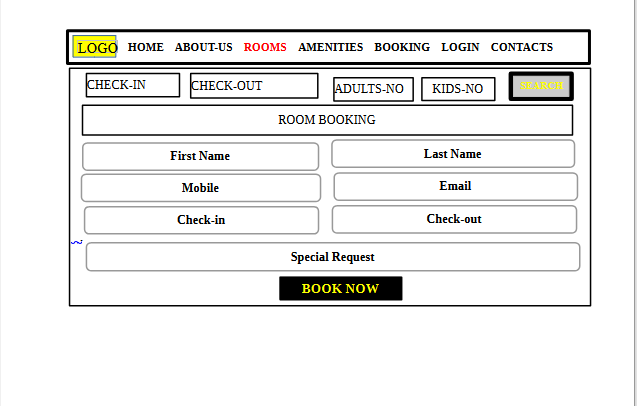 LOGO HOME ABOUT-US ROOMS AMENITIES BOOKING LOGIN CONTACTS
CHECK-IN CHECK-OUT ADULTS-NO KIDS-NO SEARCH
ROOM BOOKING
First Name Last Name
Mobile Email
Check-in Check-out
Special Request
BOOK NOW